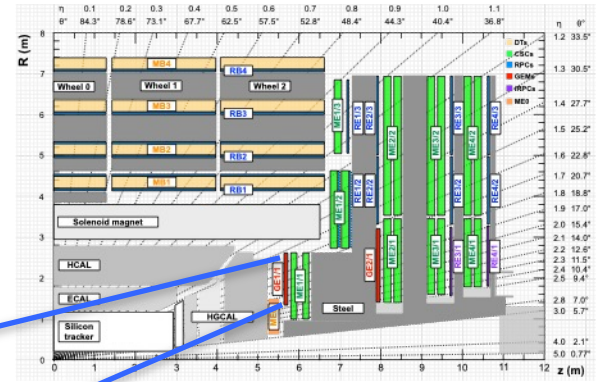 η 0.1 0.2 0.3 0.4 0.5 0.6 0.7 0.8 0.9 1.0 1.1
θ° 84.3° 78.6° 73.1° 67.7° 62.5° 57.5° 52.8° 48.4° 44.3° 40.4° 36.8° η θ°
R (m)
8
7
6
5
4
3
2
1
0
DTs
CSCs
RPCs
GEMs
iRPCs
ME0
MB4
RB4
Wheel 0
Wheel 1
Wheel 2
MB3
RB3
MB2
RB2
MB1
RB1
Solenoid magnet
HCAL
ECAL
Silicon
tracker
HGCAL
Steel
ME1/3
RE1/3
RE2/3
ME2/2
ME3/2
RE3/3
ME4/2
RE4/3
ME1/2
RE1/2
RE2/2
RE3/2
RE4/2
GE1/1
ME1/1
GE2/1
ME2/1
ME3/1
RE3/1
ME4/1
RE4/1
1.2 33.5°
1.3 30.5°
1.4 27.7°
1.5 25.2°
1.6 22.8°
1.7 20.7°
1.8 18.8°
1.9 17.0°
2.0 15.4°
2.1 14.0°
2.2 12.6°
2.3 11.5°
2.4 10.4°
2.5 9.4°
2.8 7.0°
3.0 5.7°
4.0 2.1°
5.0 0.77°
0 1 2 3 4 5 6 7 8 9 10 11 12
z (m)